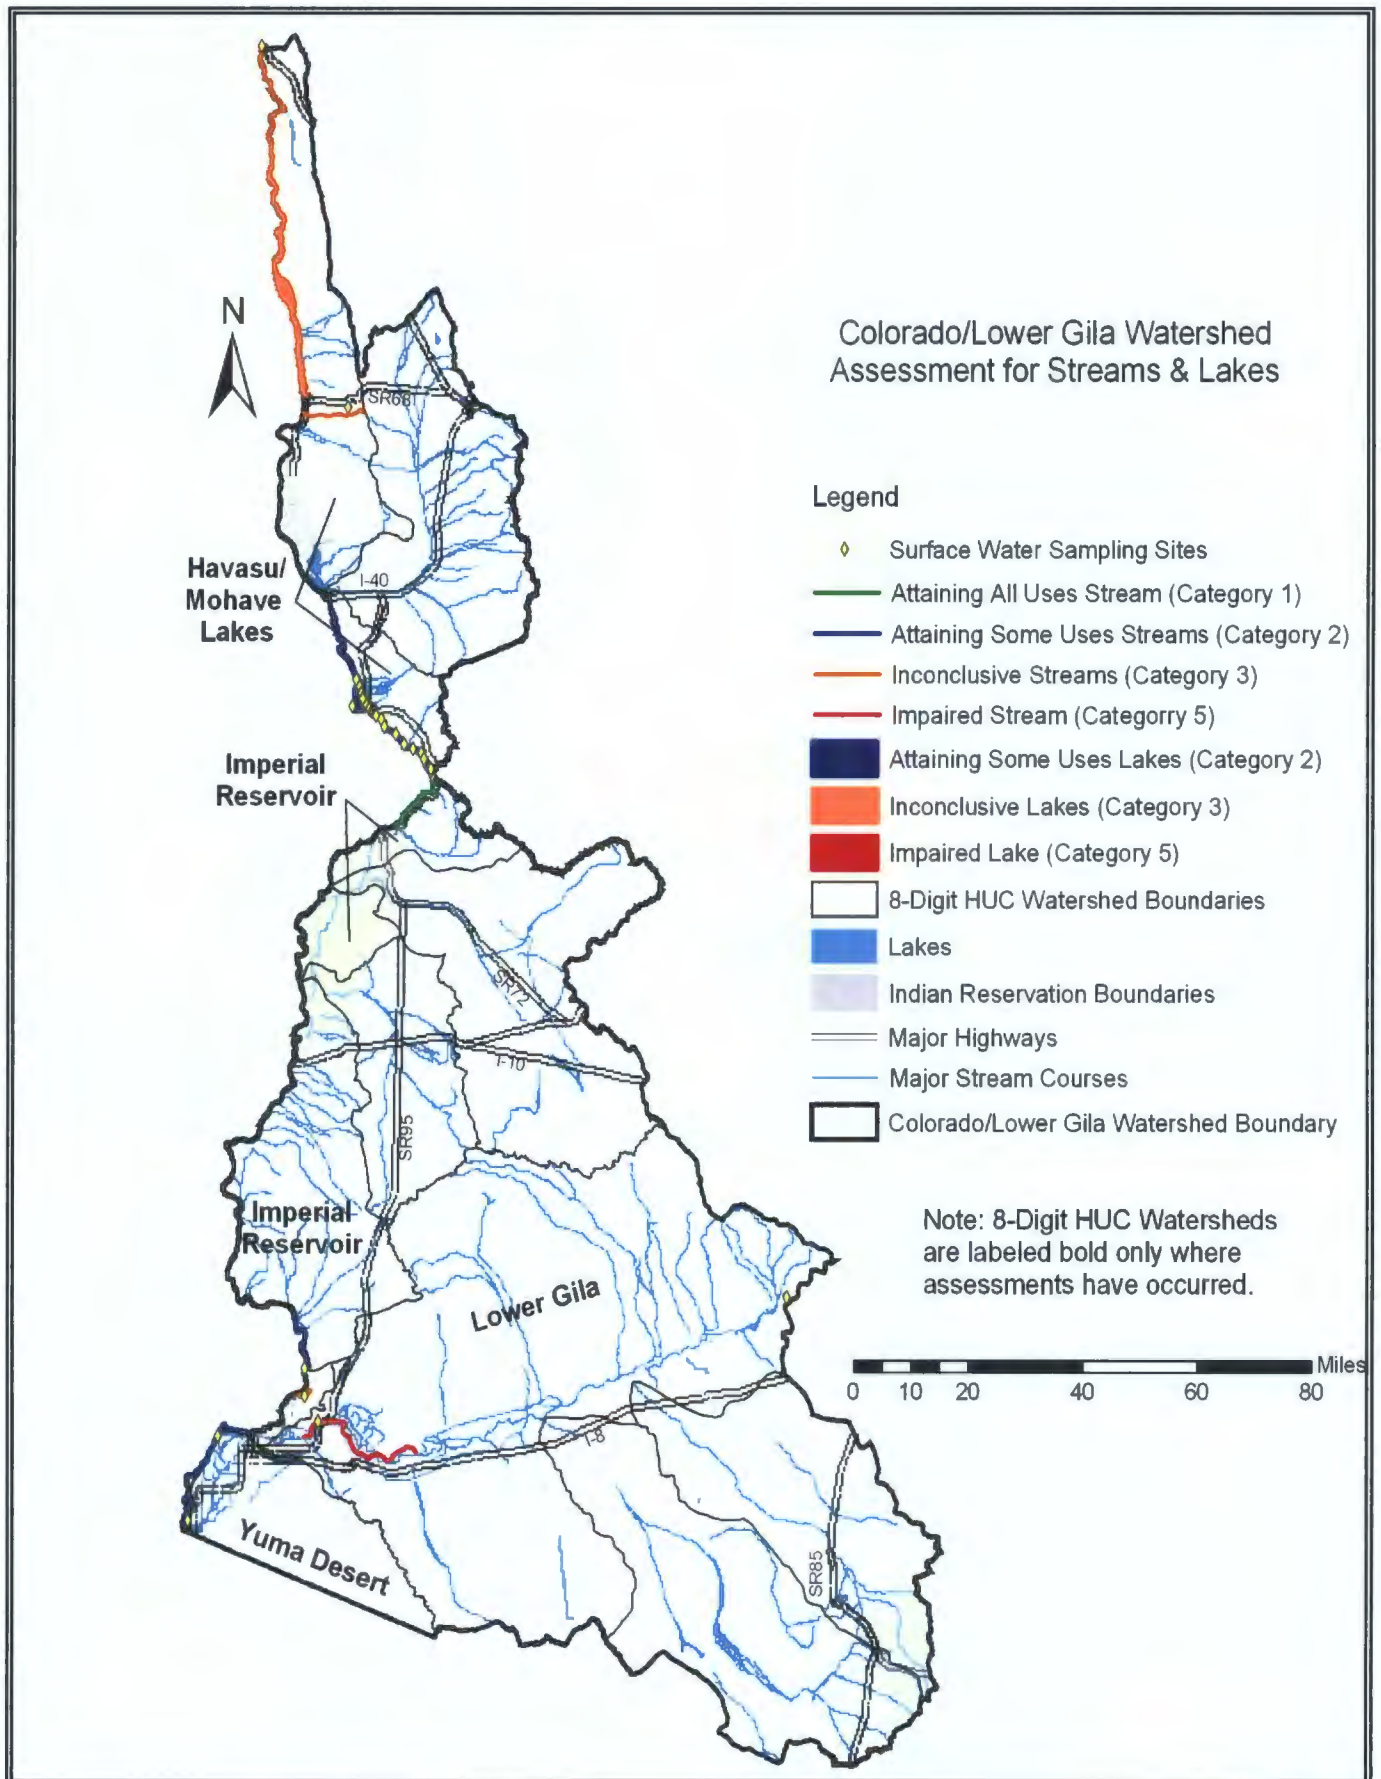 Colorado/Lower Gila Watershed
Assessment for Streams & Lakes
N
Legend
Surface Water Sampling Sites
Attaining All Uses Stream (Category 1)
Attaining Some Uses Streams (Category 2)
Inconclusive Streams (Category 3)
Impaired Stream (Categorry 5)
Attaining Some Uses Lakes (Category 2)
Inconclusive Lakes (Category 3)
Impaired Lake (Category 5)
8-Digit HUC Watershed Boundaries
Lakes
Indian Reservation Boundaries
Major Highways
Major Stream Courses
Colorado/Lower Gila Watershed Boundary
Note: 8-Digit HUC Watersheds
are labeled bold only where
assessments have occurred.
Miles
0 10 20 40 60 80
SR68
Havasu/
Mohave
Lakes
I-40
Imperial
Reservoir
SR72
I-10
SR95
Imperial
Reservoir
Lower Gila
I-8
Yuma Desert
SR85